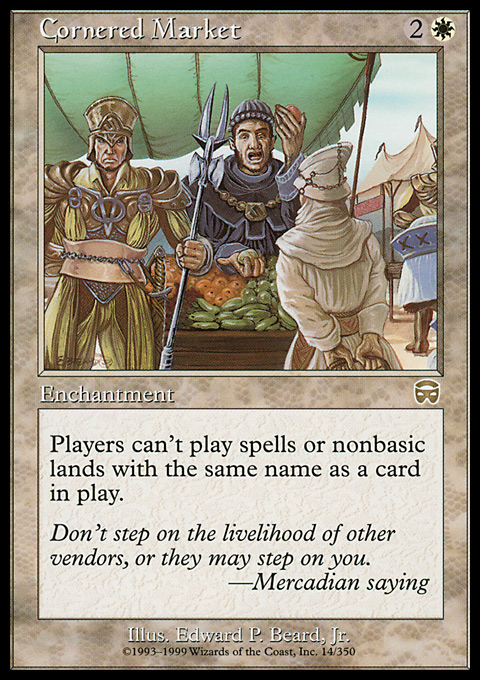 Cornered Market 2
Enchantment
Players can't play spells or nonbasic
lands with the same name as a card
in play.
Don't step on the livelihood of other
vendors, or they may step on you.
—Mercadian saying
Illus. Edward P. Beard, Jr.
©1993–1999 Wizards of the Coast, Inc. 14/350